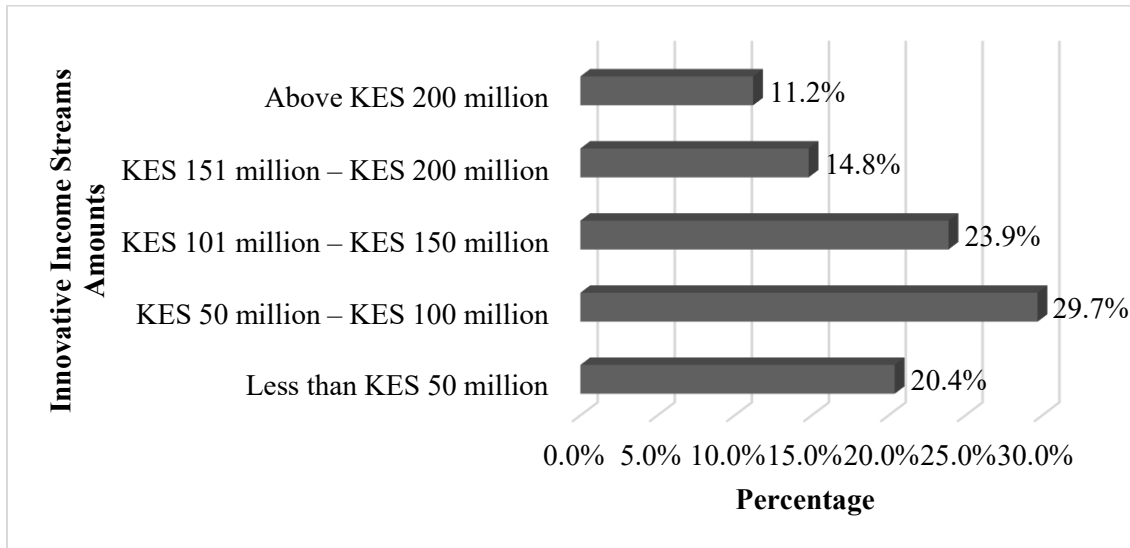 Innovative Income Streams
Amounts
Above KES 200 million
11.2%
KES 151 million – KES 200 million
14.8%
KES 101 million – KES 150 million
23.9%
KES 50 million – KES 100 million
29.7%
Less than KES 50 million
20.4%
0.0% 5.0% 10.0% 15.0% 20.0% 25.0% 30.0%
Percentage